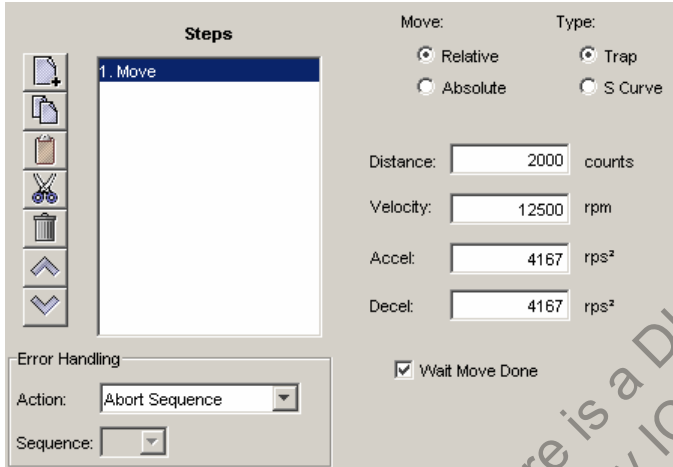 Steps
1. Move
Move:
Relative
Absolute
Type:
Trap
S Curve
Distance: 2000 counts
Velocity: 12500 rpm
Accel: 4167 rps²
Decel: 4167 rps²
Wait Move Done
Error Handling
Action: Abort Sequence
Sequence: